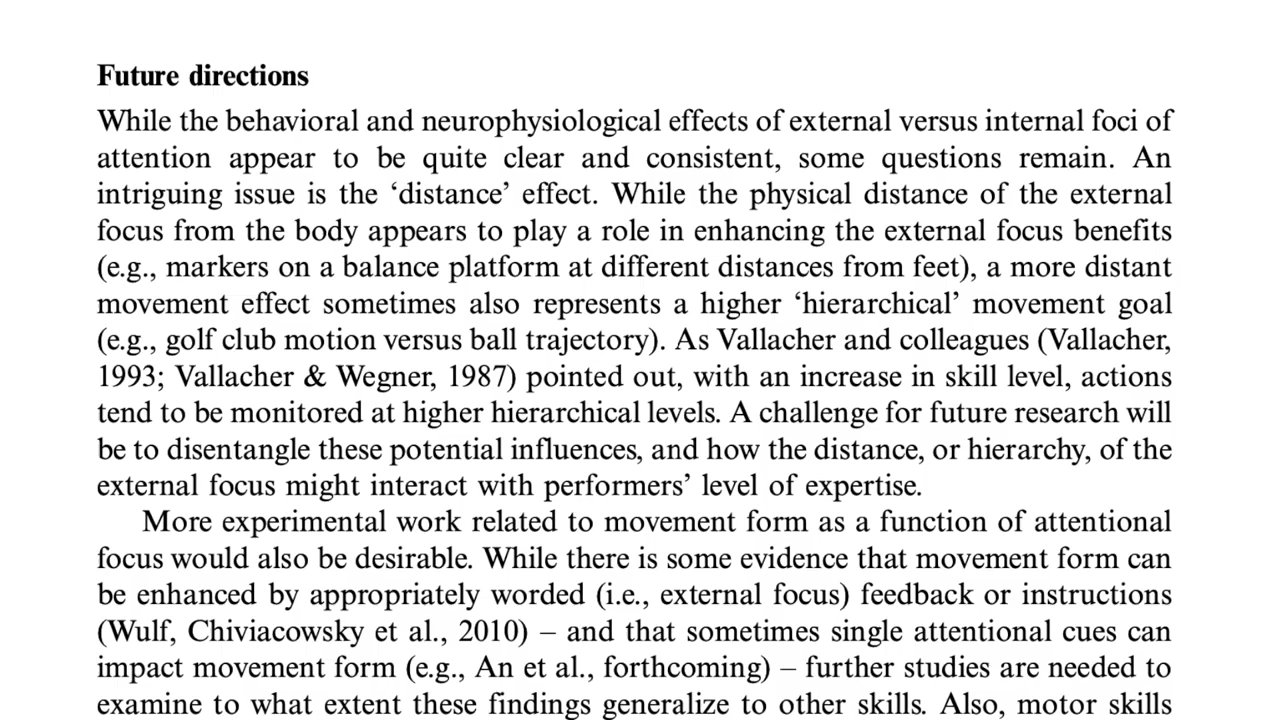 Future directions
While the behavioral and neurophysiological effects of external versus internal foci of
attention appear to be quite clear and consistent, some questions remain. An
intriguing issue is the ‘distance’ effect. While the physical distance of the external
focus from the body appears to play a role in enhancing the external focus benefits
(e.g., markers on a balance platform at different distances from feet), a more distant
movement effect sometimes also represents a higher ‘hierarchical’ movement goal
(e.g., golf club motion versus ball trajectory). As Vallacher and colleagues (Vallacher,
1993; Vallacher & Wegner, 1987) pointed out, with an increase in skill level, actions
tend to be monitored at higher hierarchical levels. A challenge for future research will
be to disentangle these potential influences, and how the distance, or hierarchy, of the
external focus might interact with performers’ level of expertise.
More experimental work related to movement form as a function of attentional
focus would also be desirable. While there is some evidence that movement form can
be enhanced by appropriately worded (i.e., external focus) feedback or instructions
(Wulf, Chiviacowsky et al., 2010) – and that sometimes single attentional cues can
impact movement form (e.g., An et al., forthcoming) – further studies are needed to
examine to what extent these findings generalize to other skills. Also, motor skills